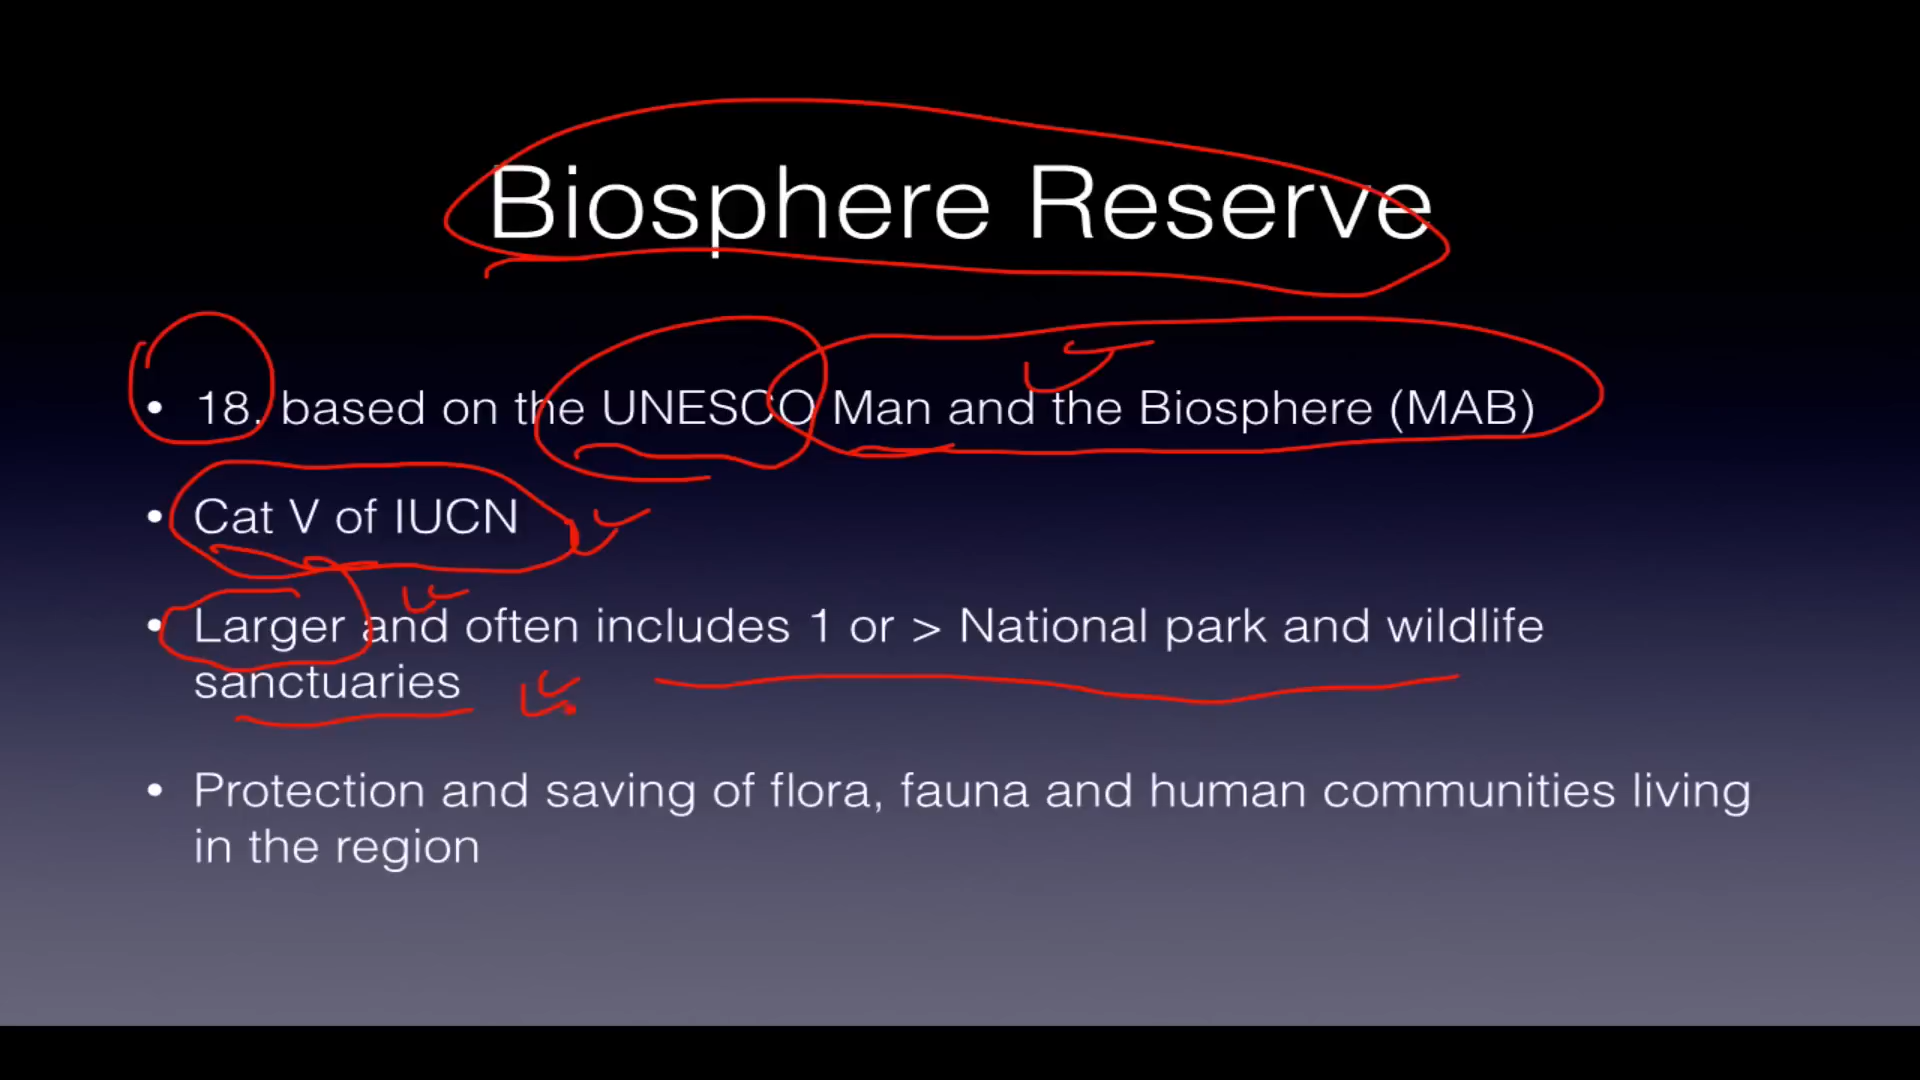 Biosphere Reserve
• 18. based on the UNESCO Man and the Biosphere (MAB)
• Cat V of IUCN
• Larger and often includes 1 or > National park and wildlife
sanctuaries
• Protection and saving of flora, fauna and human communities living
in the region